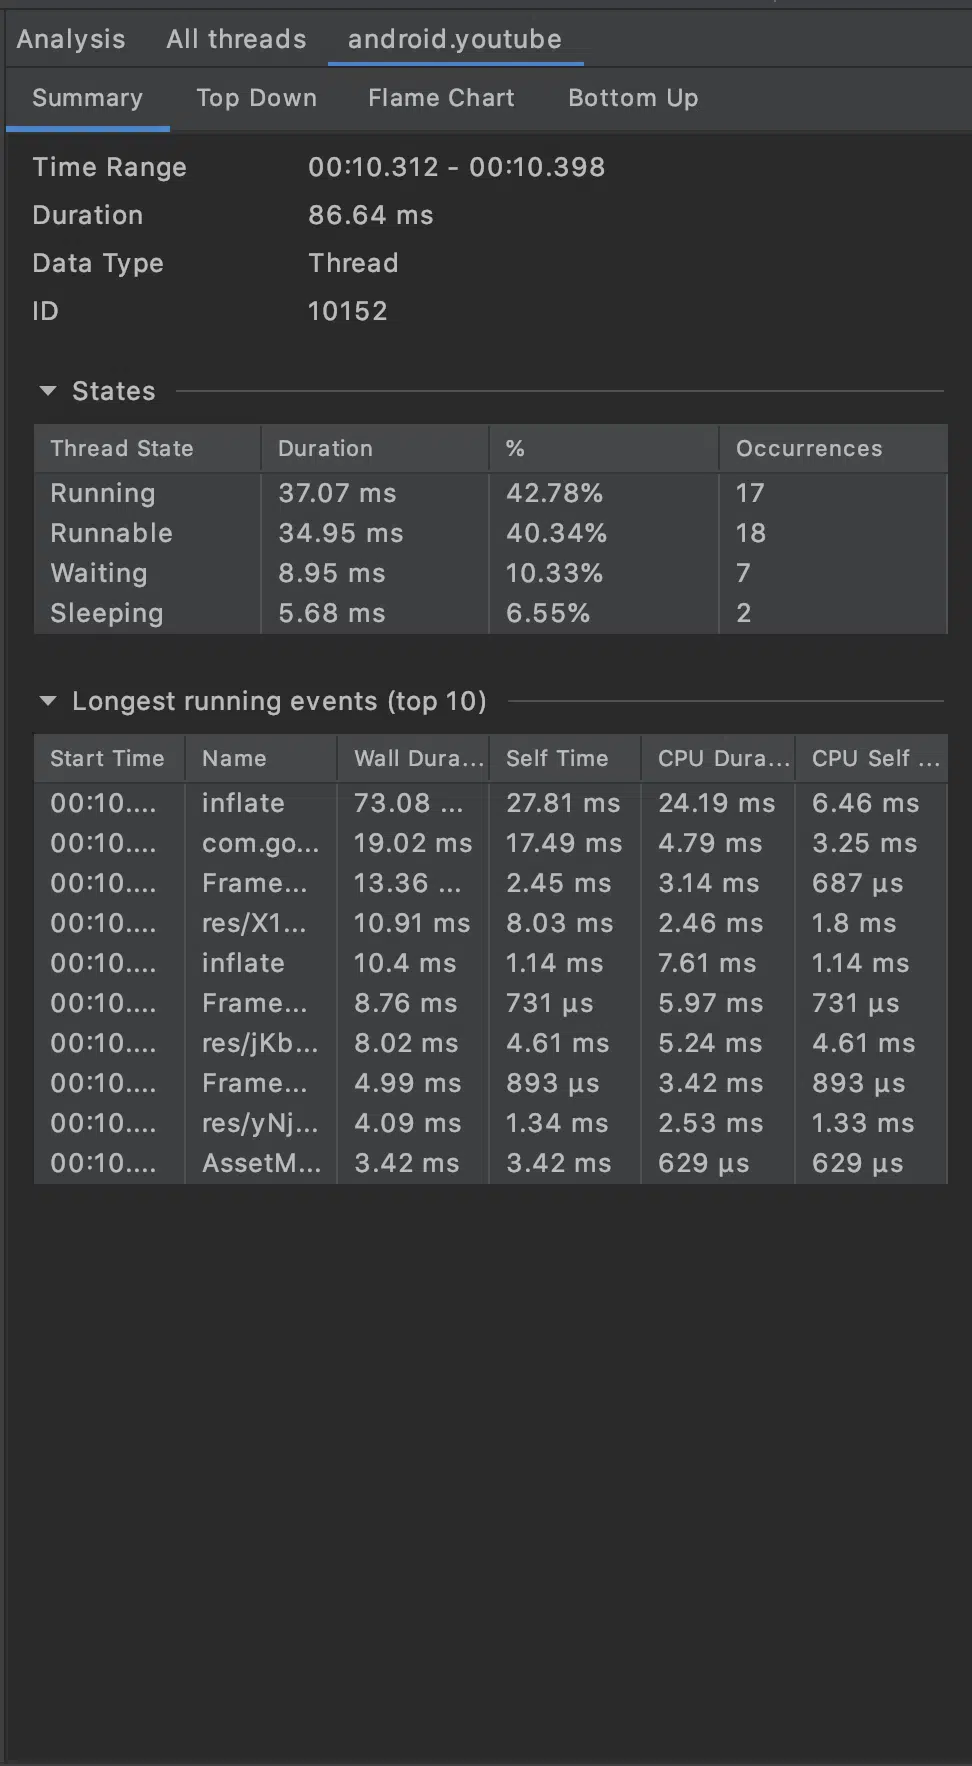 Analysis All threads android.youtube
Summary Top Down Flame Chart Bottom Up
Time Range 00:10.312 - 00:10.398
Duration 86.64 ms
Data Type Thread
ID 10152
States
Thread State Duration % Occurrences
Running 37.07 ms 42.78% 17
Runnable 34.95 ms 40.34% 18
Waiting 8.95 ms 10.33% 7
Sleeping 5.68 ms 6.55% 2
Longest running events (top 10)
Start Time Name Wall Dura... Self Time CPU Dura... CPU Self ...
00:10.... inflate 73.08 ... 27.81 ms 24.19 ms 6.46 ms
00:10.... com.go... 19.02 ms 17.49 ms 4.79 ms 3.25 ms
00:10.... Frame... 13.36 ... 2.45 ms 3.14 ms 687 μs
00:10.... res/X1... 10.91 ms 8.03 ms 2.46 ms 1.8 ms
00:10.... inflate 10.4 ms 1.14 ms 7.61 ms 1.14 ms
00:10.... Frame... 8.76 ms 731 μs 5.97 ms 731 μs
00:10.... res/jKb... 8.02 ms 4.61 ms 5.24 ms 4.61 ms
00:10.... Frame... 4.99 ms 893 μs 3.42 ms 893 μs
00:10.... res/yNj... 4.09 ms 1.34 ms 2.53 ms 1.33 ms
00:10.... AssetM... 3.42 ms 3.42 ms 629 μs 629 μs